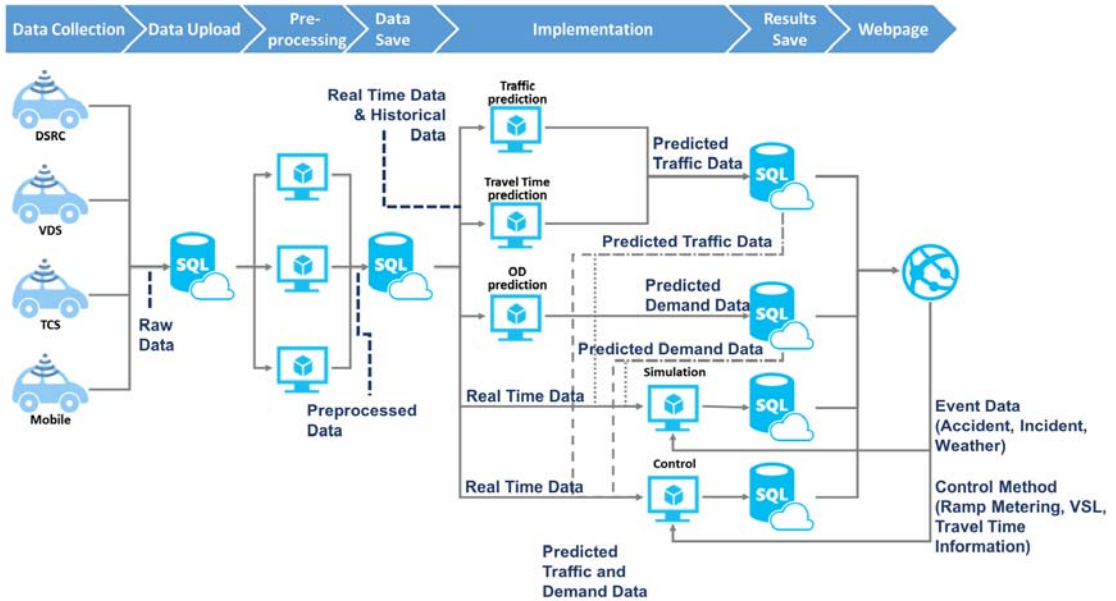 Data Collection
Data Upload
Pre-
processing
Data
Save
Implementation
Results
Save
Webpage
DSRC
VDS
TCS
Mobile
SQL
Raw
Data
SQL
Preprocessed
Data
Real Time Data
& Historical
Data
Traffic
prediction
Travel Time
prediction
Predicted
Traffic Data
SQL
Predicted Traffic Data
OD
prediction
Predicted
Demand Data
SQL
Predicted Demand Data
Real Time Data
Simulation
SQL
Real Time Data
Control
SQL
Predicted
Traffic and
Demand Data
Event Data
(Accident, Incident,
Weather)
Control Method
(Ramp Metering, VSL,
Travel Time
Information)